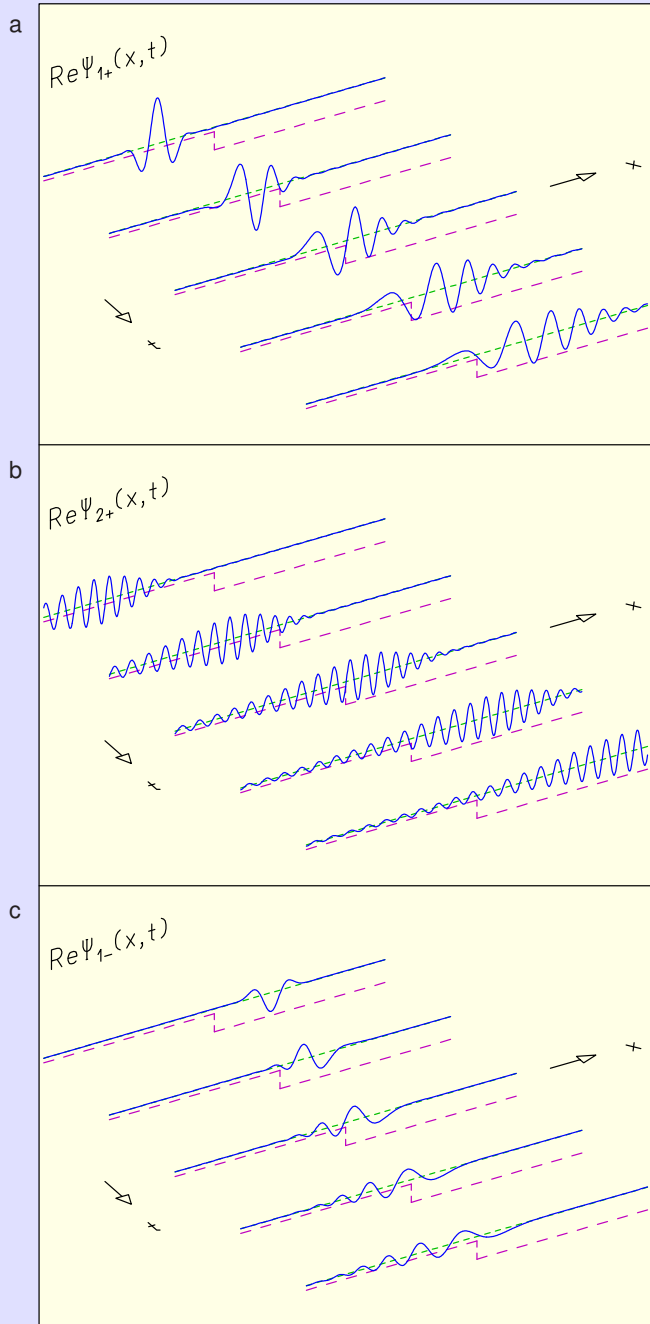 a
Re Ψ₁₊(x,t)
x
t
b
Re Ψ₂₊(x,t)
x
t
c
Re Ψ₁₋(x,t)
x
t